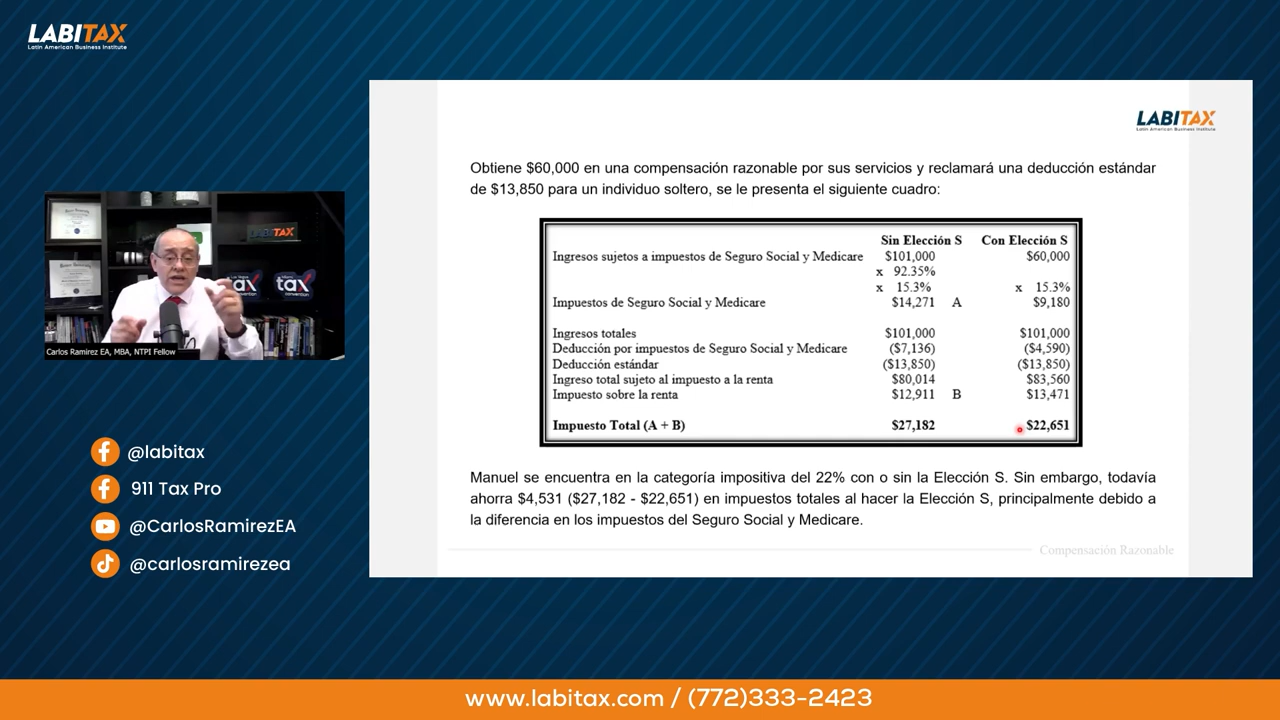 LABITAX
Latin American Business Institute
LABITAX
Latin American Business Institute
Obtiene $60,000 en una compensación razonable por sus servicios y reclamará una deducción estándar
de $13,850 para un individuo soltero, se le presenta el siguiente cuadro:
Sin Elección S Con Elección S
Ingresos sujetos a impuestos de Seguro Social y Medicare $101,000 $60,000
x 92.35%
x 15.3% x 15.3%
Impuestos de Seguro Social y Medicare $14,271 A $9,180
Ingresos totales $101,000 $101,000
Deducción por impuestos de Seguro Social y Medicare ($7,136) ($4,590)
Deducción estándar ($13,850) ($13,850)
Ingreso total sujeto al impuesto a la renta $80,014 $83,560
Impuesto sobre la renta $12,911 B $13,471
Impuesto Total (A + B) $27,182 $22,651
Manuel se encuentra en la categoría impositiva del 22% con o sin la Elección S. Sin embargo, todavía
ahorra $4,531 ($27,182 - $22,651) en impuestos totales al hacer la Elección S, principalmente debido a
la diferencia en los impuestos del Seguro Social y Medicare.
Compensación Razonable
LABITAX
tax
tax
Carlos Ramirez EA, MBA, NTPI Fellow
@labitax
911 Tax Pro
@CarlosRamirezEA
@carlosramirezea
www.labitax.com / (772)333-2423